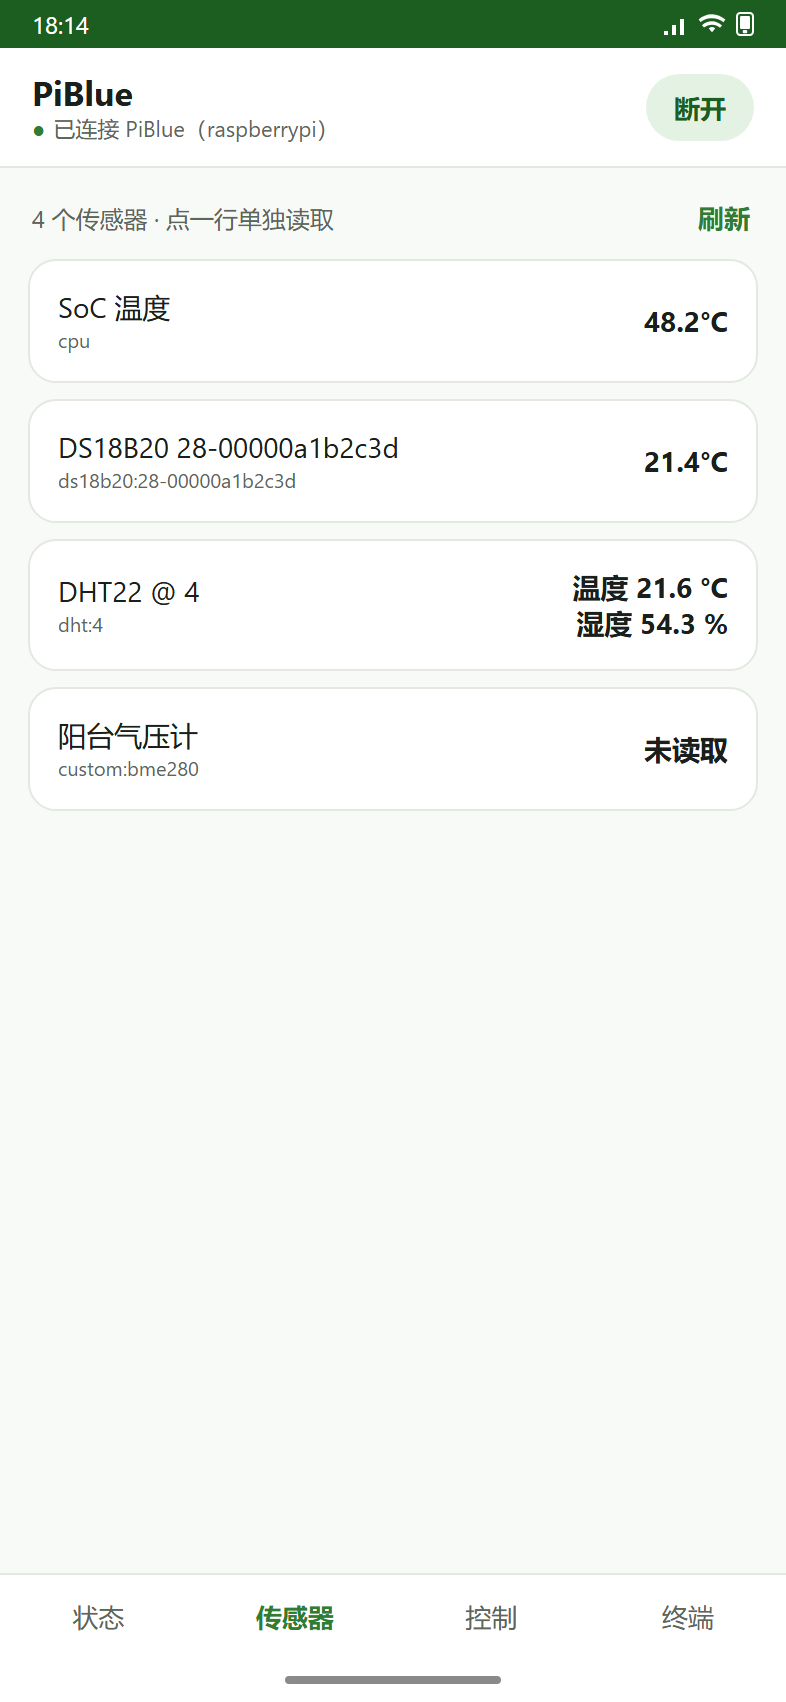 18:14
PiBlue
已连接 PiBlue（raspberrypi）
断开
4 个传感器 · 点一行单独读取
刷新
SoC 温度
cpu
48.2°C
DS18B20 28-00000a1b2c3d
ds18b20:28-00000a1b2c3d
21.4°C
DHT22 @ 4
dht:4
温度 21.6 °C
湿度 54.3 %
阳台气压计
custom:bme280
未读取
状态
传感器
控制
终端